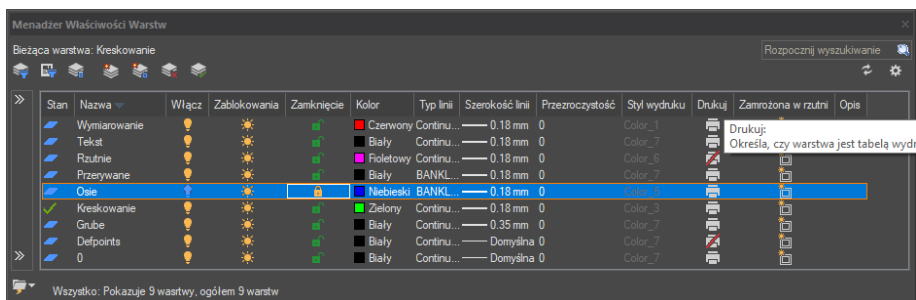 Menadżer Właściwości Warstw
Bieżąca warstwa: Kreskowanie
Rozpocznij wyszukiwanie
Stan Nazwa Włącz Zablokowania Zamknięcie Kolor Typ linii Szerokość linii Przezroczystość Styl wydruku Drukuj Zamrożona w rzutni Opis
Wymiarowanie Czerwony Continu... 0.18 mm 0 Color_1
Drukuj:
Tekst Biały Continu... 0.18 mm 0 Color_7
Określa, czy warstwa jest tabelą wydr
Rzutnie Fioletowy Continu... 0.18 mm 0 Color_6
Przerywane Biały BANKL... 0.18 mm 0 Color_7
Osie Niebieski BANKL... 0.18 mm 0 Color_5
Kreskowanie Zielony Continu... 0.18 mm 0 Color_3
Grube Biały Continu... 0.35 mm 0 Color_7
Defpoints Biały Continu... Domyślna 0 Color_7
0 Biały Continu... Domyślna 0 Color_7
Wszystko: Pokazuje 9 wasrtwy, ogółem 9 warstw